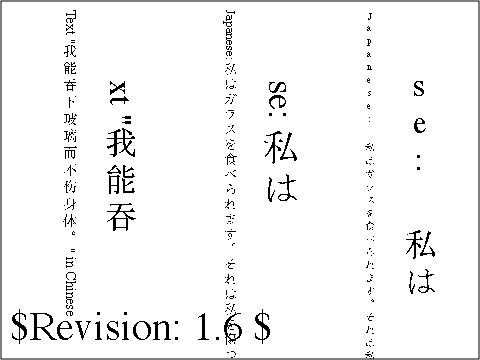 Text "我能吞下玻璃而不伤身体。" in Chinese
xt "我能吞
Japanese: 私はガラスを食べられます。それは私を傷つ
se: 私は
Japanese: 私はガラスを食べられます。それは私
se: 私は
$Revision: 1.6 $